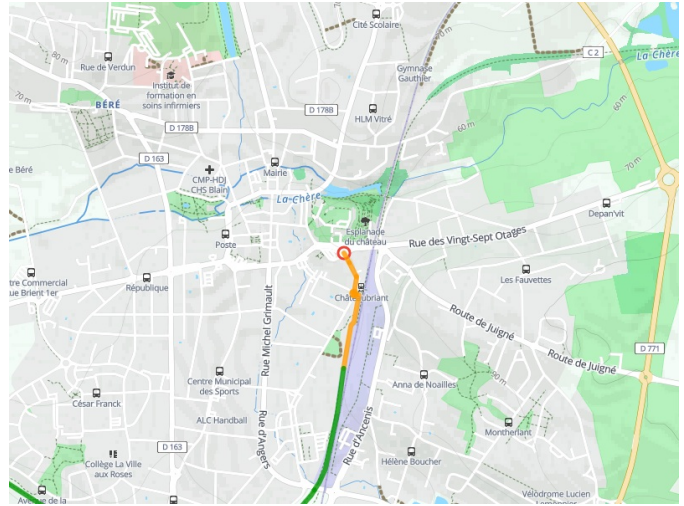 Cité Scolaire
Rue de Verdun
Gymnase
Gauthier
C 2
La Chère
Institut de
formation en
soins infirmiers
70 m
BÉRÉ
D 178B
HLM Vitré
D 178B
60 m
60 m
D 163
Mairie
70 m
e Béré
CMP-HDJ
CHS Blain
La-Chère
Depan'vit
Poste
Esplanade
du château
Rue des Vingt-Sept Otages
tre Commercial
ue Brient 1er
République
Les Fauvettes
Châteaubriant
Rue Michel Grimault
Route de Juigné
Route de Juigné
D 771
Centre Municipal
des Sports
Anna de Noailles
70 m
César Franck
ALC Handball
Rue d'Angers
Rue d'Ancenis
Montherlant
D 163
Collège La Ville
aux Roses
Hélène Boucher
Avenue de la
Vélodrome Lucien